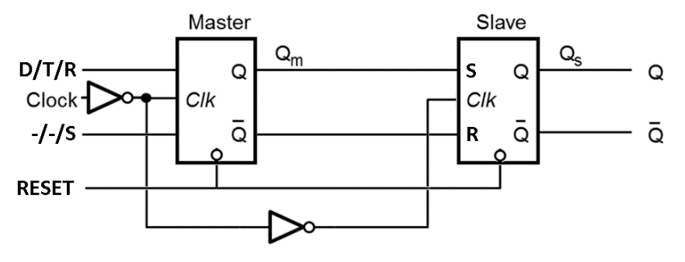 Master Slave
D/T/R Q Qm S Q Qs Q
Clock Clk Clk
-/-/S Q̅ R Q̅ Q̅
RESET